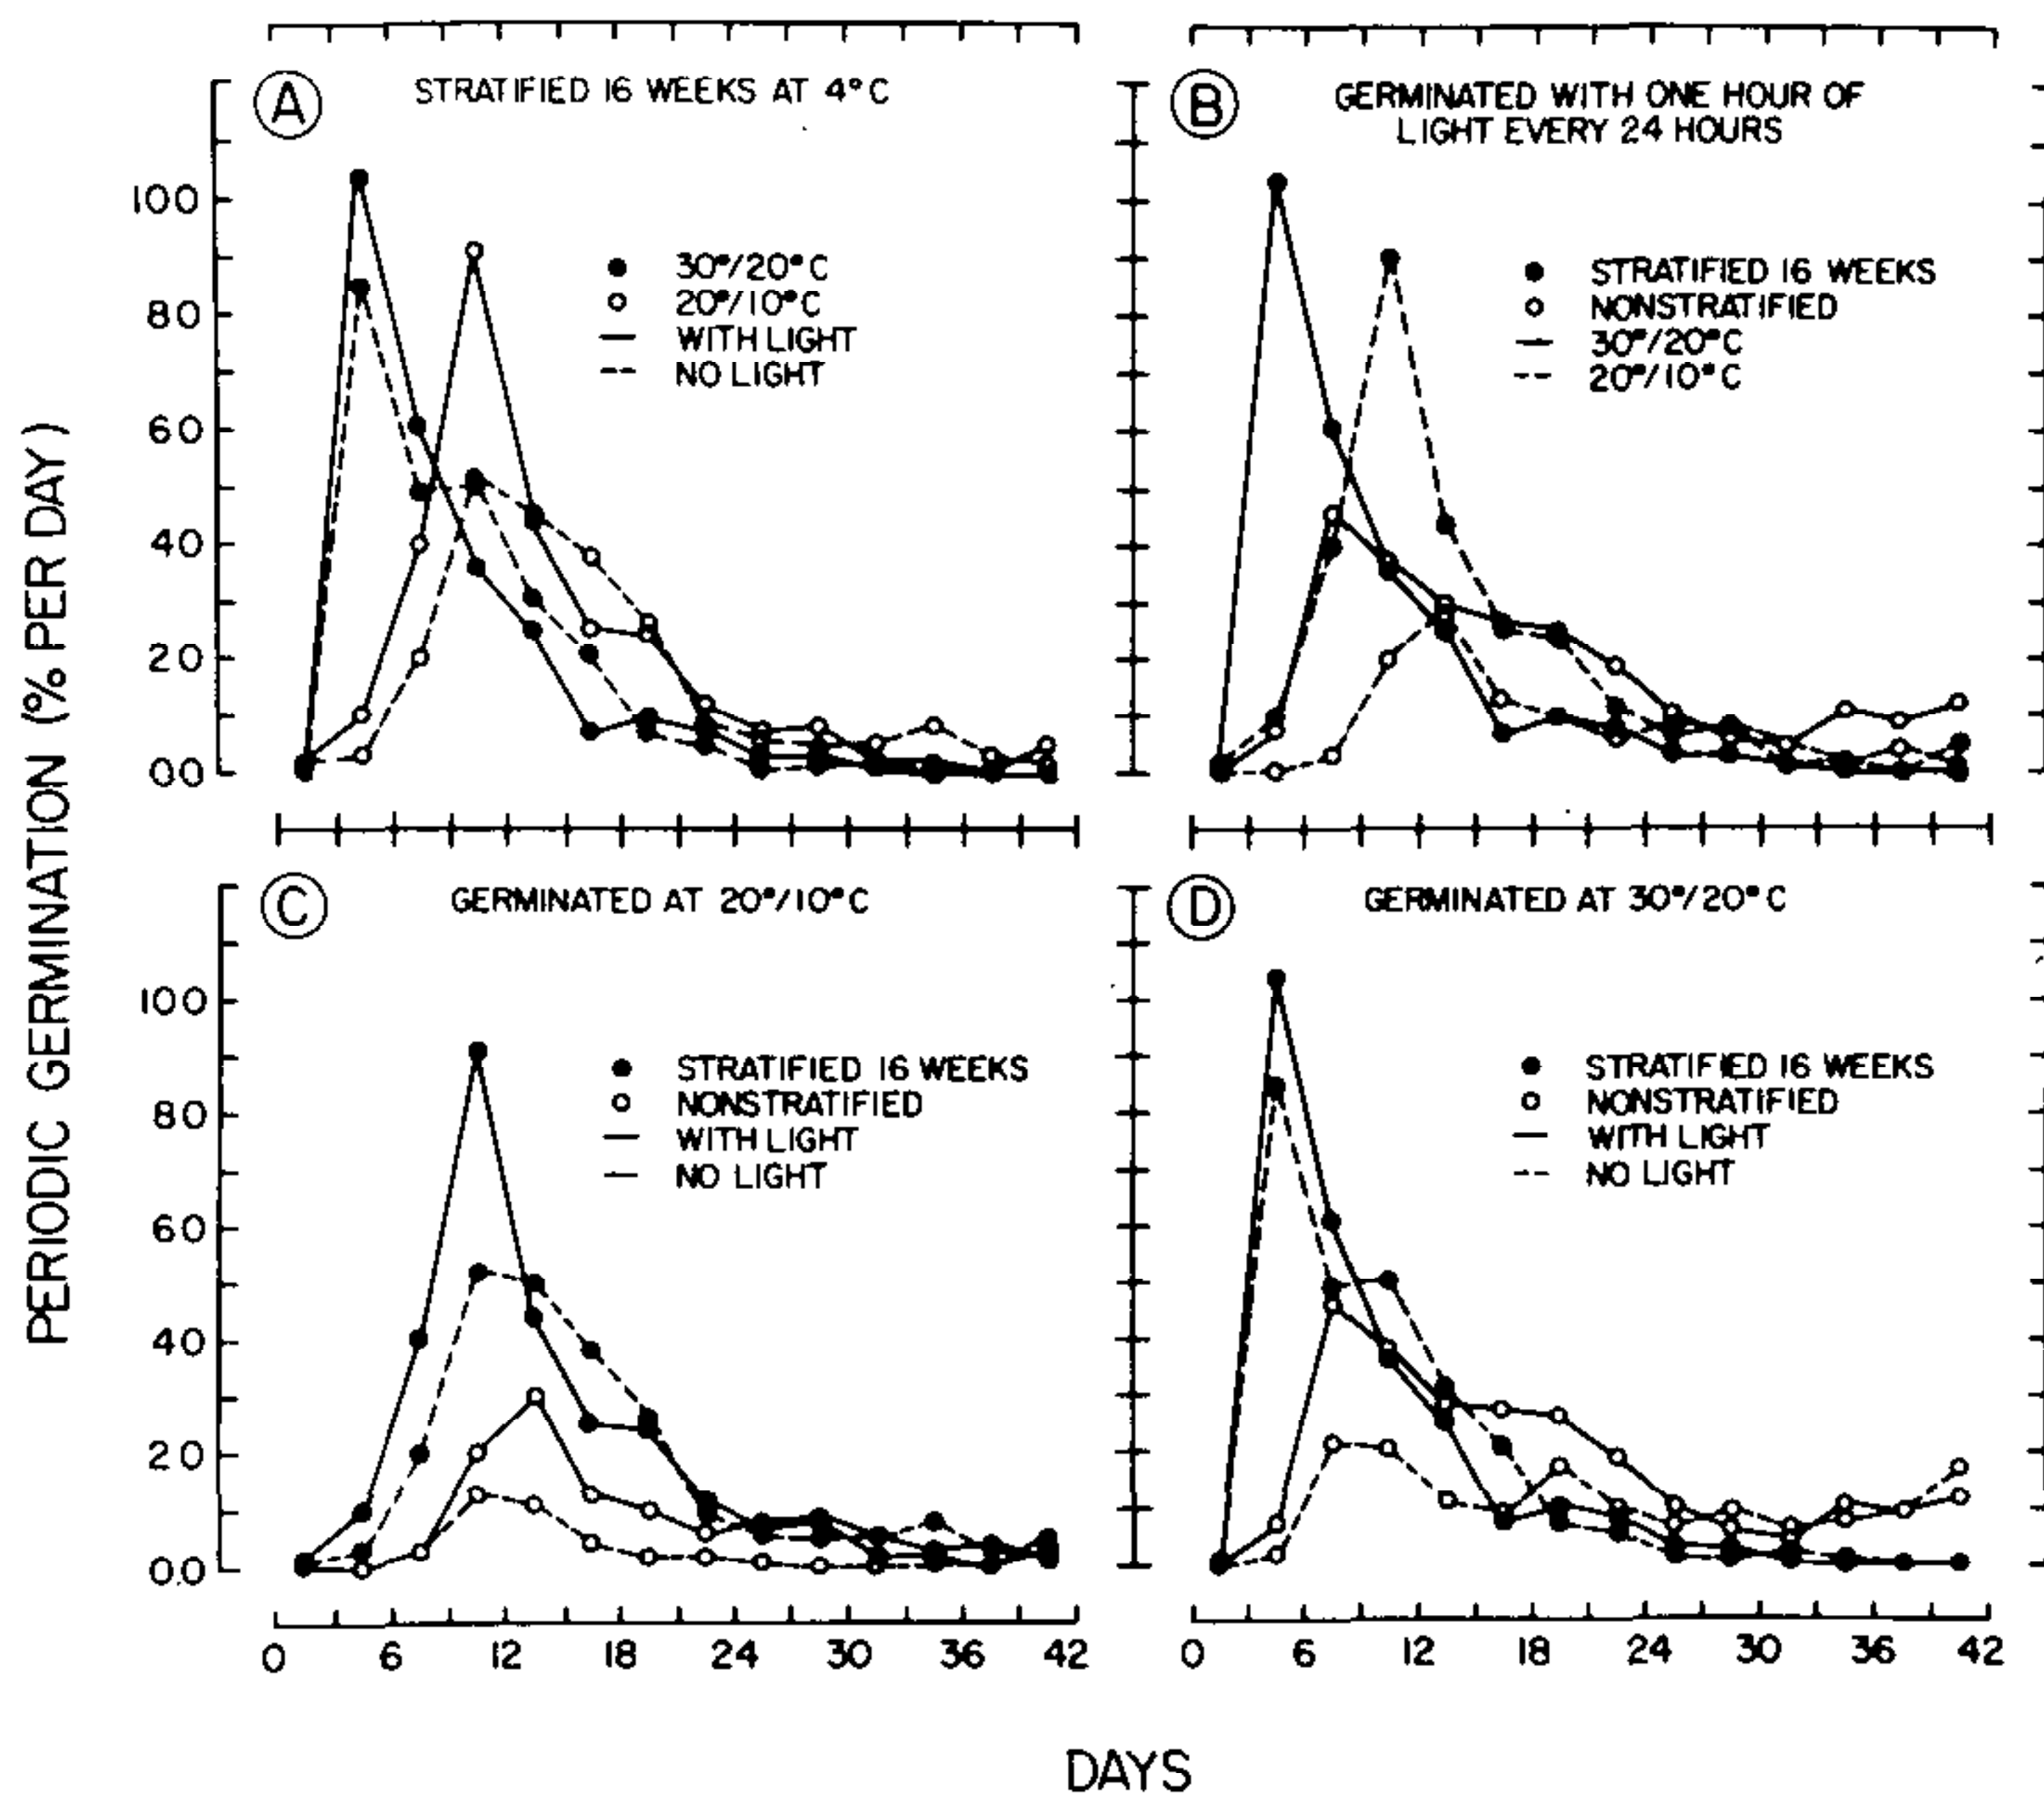 PERIODIC GERMINATION (% PER DAY)
A
STRATIFIED 16 WEEKS AT 4°C
100
80
60
40
20
00
30°/20°C
20°/10°C
WITH LIGHT
NO LIGHT
B
GERMINATED WITH ONE HOUR OF
LIGHT EVERY 24 HOURS
STRATIFIED 16 WEEKS
NONSTRATIFIED
30°/20°C
20°/10°C
C
GERMINATED AT 20°/10°C
100
80
60
40
20
0.0
STRATIFIED 16 WEEKS
NONSTRATIFIED
WITH LIGHT
NO LIGHT
0 6 12 18 24 30 36 42
D
GERMINATED AT 30°/20°C
STRATIFIED 16 WEEKS
NONSTRATIFIED
WITH LIGHT
NO LIGHT
0 6 12 18 24 30 36 42
DAYS